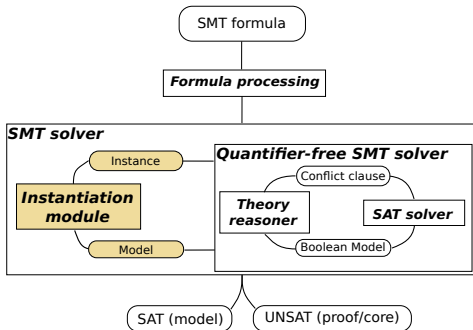 SMT formula
Formula processing
SMT solver
Instance
Instantiation
module
Model
Quantifier-free SMT solver
Conflict clause
Theory
reasoner
SAT solver
Boolean Model
SAT (model)
UNSAT (proof/core)